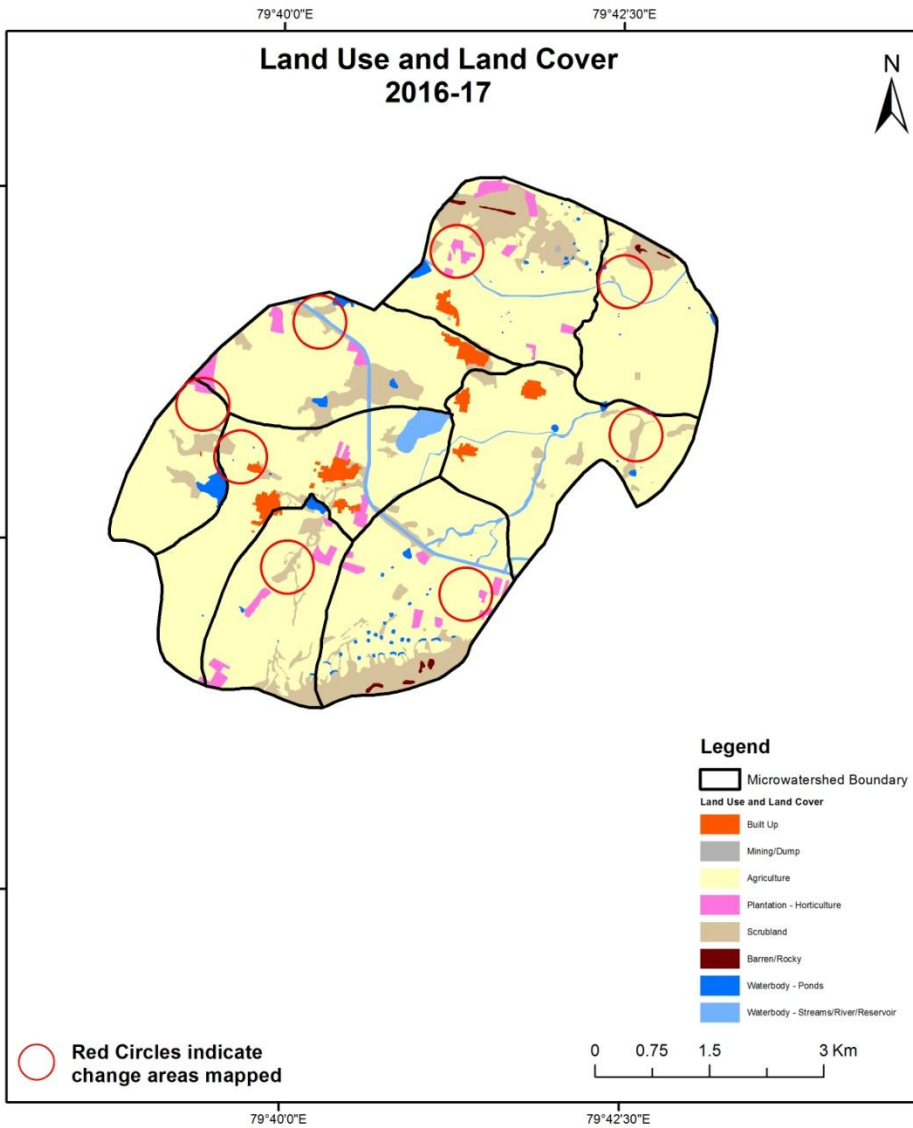 79°40'0"E 79°42'30"E
Land Use and Land Cover
2016-17
N
Legend
Microwatershed Boundary
Land Use and Land Cover
Built Up
Mining/Dump
Agriculture
Plantation - Horticulture
Scrubland
Barren/Rocky
Waterbody - Ponds
Waterbody - Streams/River/Reservoir
Red Circles indicate
change areas mapped
0 0.75 1.5 3 Km
79°40'0"E 79°42'30"E